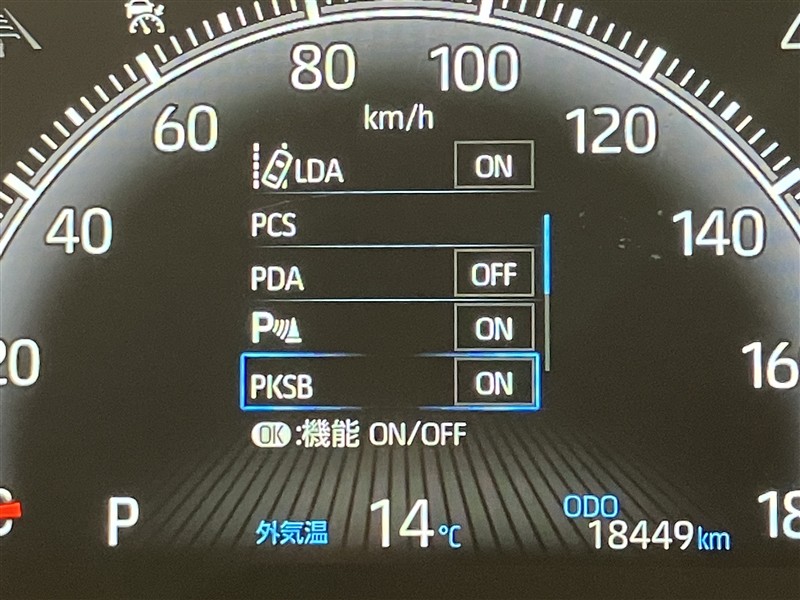 80 100
60 km/h 120
LDA ON
40 PCS 140
PDA OFF
P ON
20 PKSB ON 16
OK:機能 ON/OFF
P 外気温 14℃ ODO 18449km 18